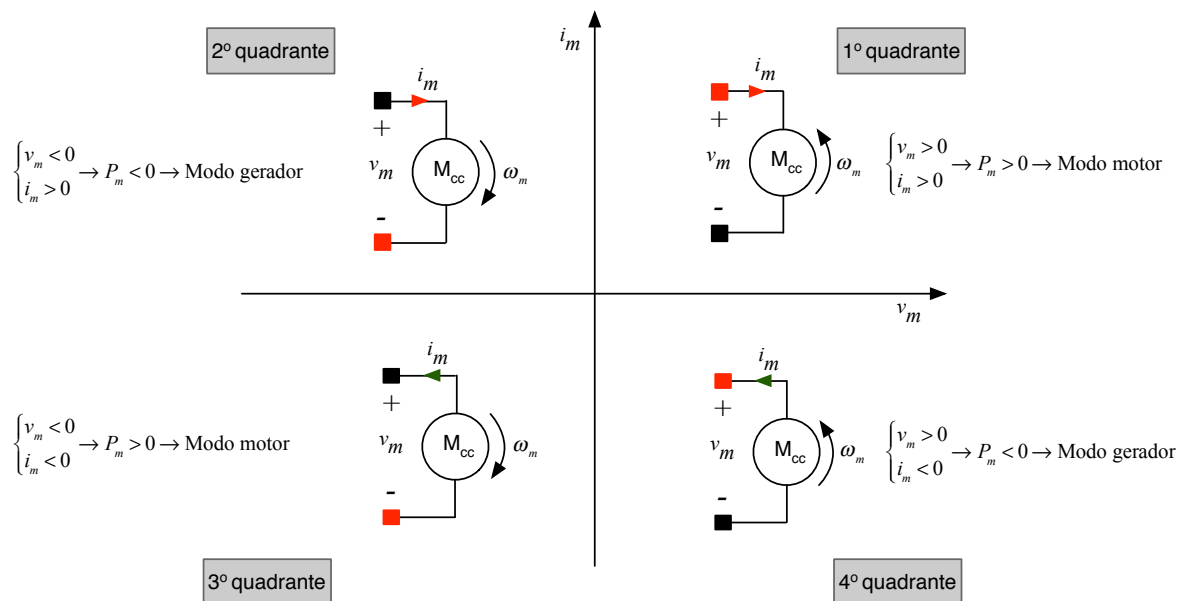 2º quadrante
i_m
1º quadrante
i_m
+
v_m
-
M_cc
ω_m
{v_m < 0
i_m > 0 → P_m < 0 → Modo gerador
i_m
+
v_m
-
M_cc
ω_m
{v_m > 0
i_m > 0 → P_m > 0 → Modo motor
v_m
i_m
+
v_m
-
M_cc
ω_m
{v_m < 0
i_m < 0 → P_m > 0 → Modo motor
i_m
+
v_m
-
M_cc
ω_m
{v_m > 0
i_m < 0 → P_m < 0 → Modo gerador
3º quadrante
4º quadrante